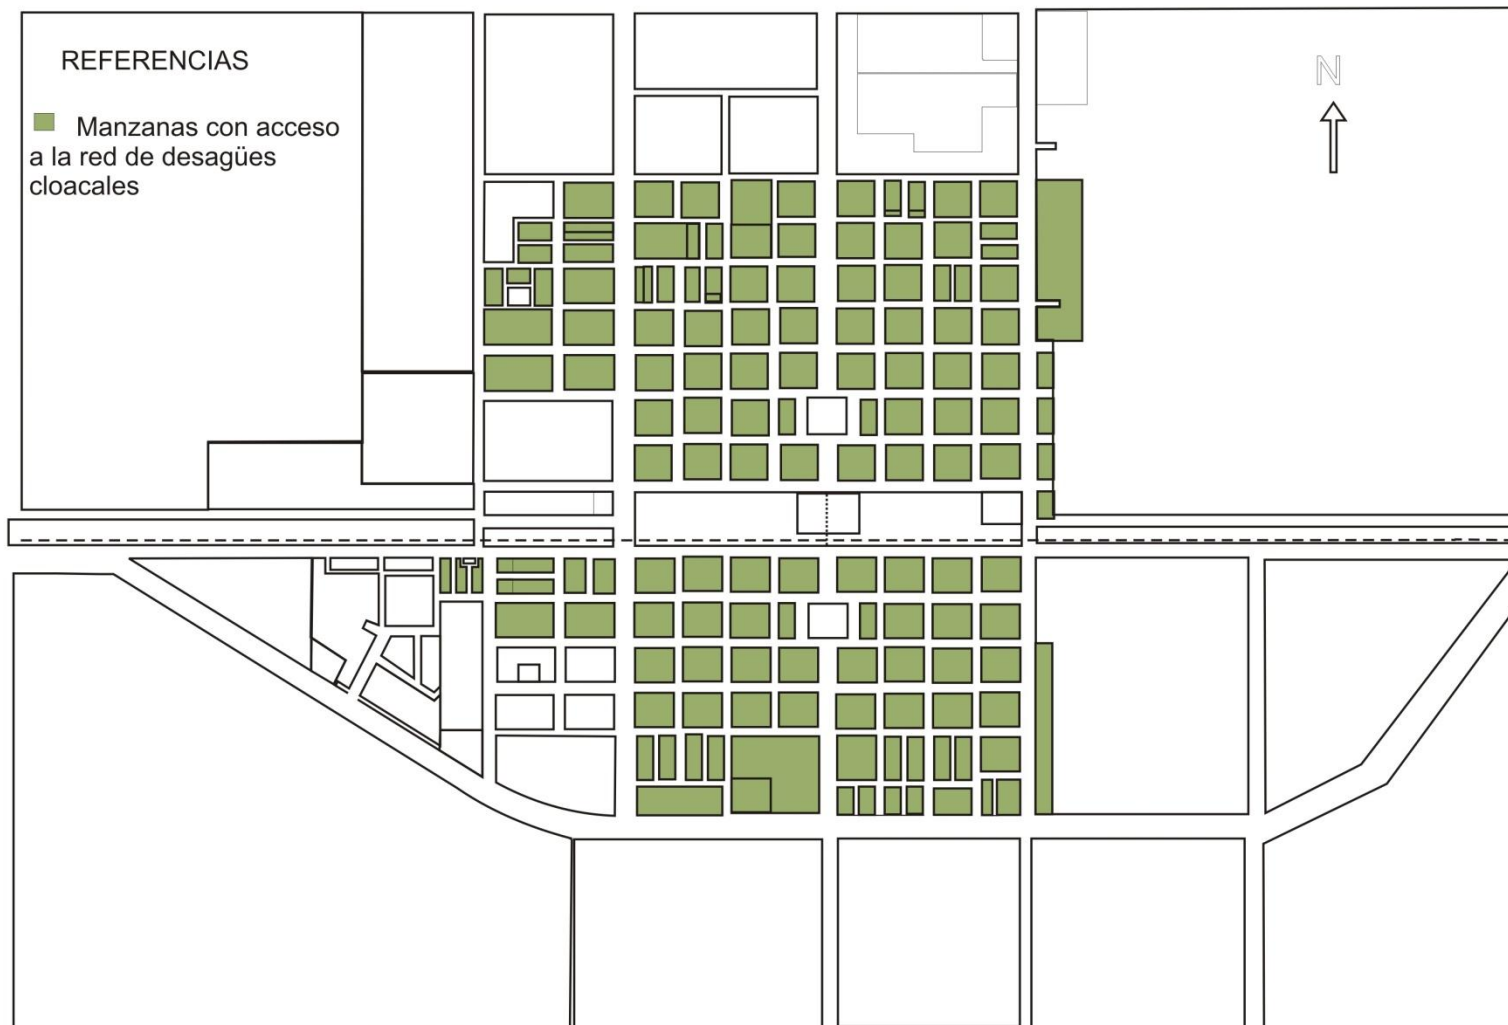 REFERENCIAS
Manzanas con acceso
a la red de desagües
cloacales
N